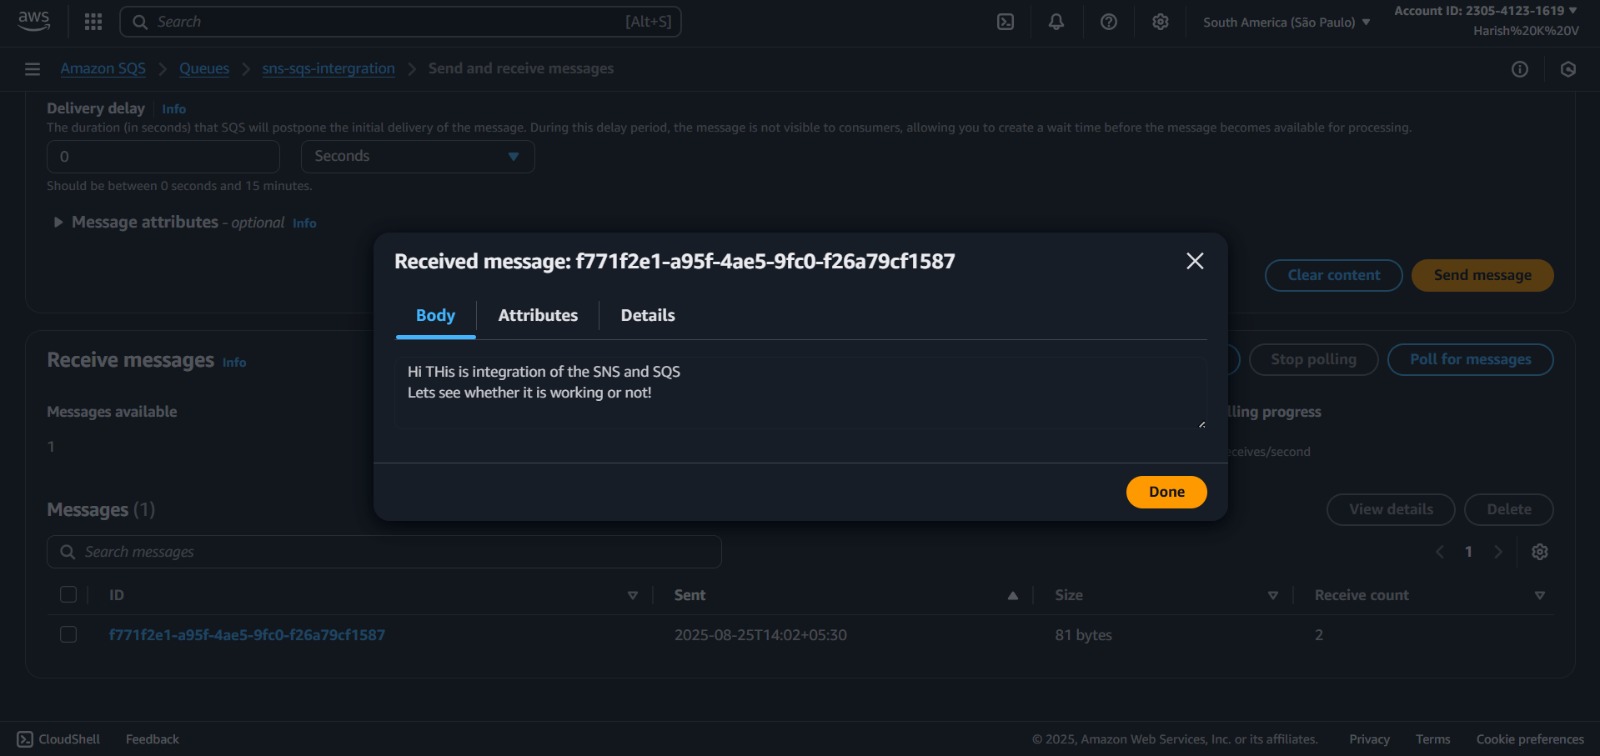 aws
Search [Alt+S]
South America (São Paulo)
Account ID: 2305-4123-1619
Harish%20K%20V
Amazon SQS
Queues
sns-sqs-intergration
Send and receive messages
Delivery delay Info
The duration (in seconds) that SQS will postpone the initial delivery of the message. During this delay period, the message is not visible to consumers, allowing you to create a wait time before the message becomes available for processing.
0
Seconds
Should be between 0 seconds and 15 minutes.
Message attributes - optional Info
Clear content
Send message
Received message: f771f2e1-a95f-4ae5-9fc0-f26a79cf1587
Body
Attributes
Details
Hi THis is integration of the SNS and SQS
Lets see whether it is working or not!
Done
Receive messages Info
Stop polling
Poll for messages
Messages available
lling progress
1
eceives/second
Messages (1)
View details
Delete
Search messages
1
ID
Sent
Size
Receive count
f771f2e1-a95f-4ae5-9fc0-f26a79cf1587
2025-08-25T14:02+05:30
81 bytes
2
CloudShell
Feedback
© 2025, Amazon Web Services, Inc. or its affiliates.
Privacy
Terms
Cookie preferences